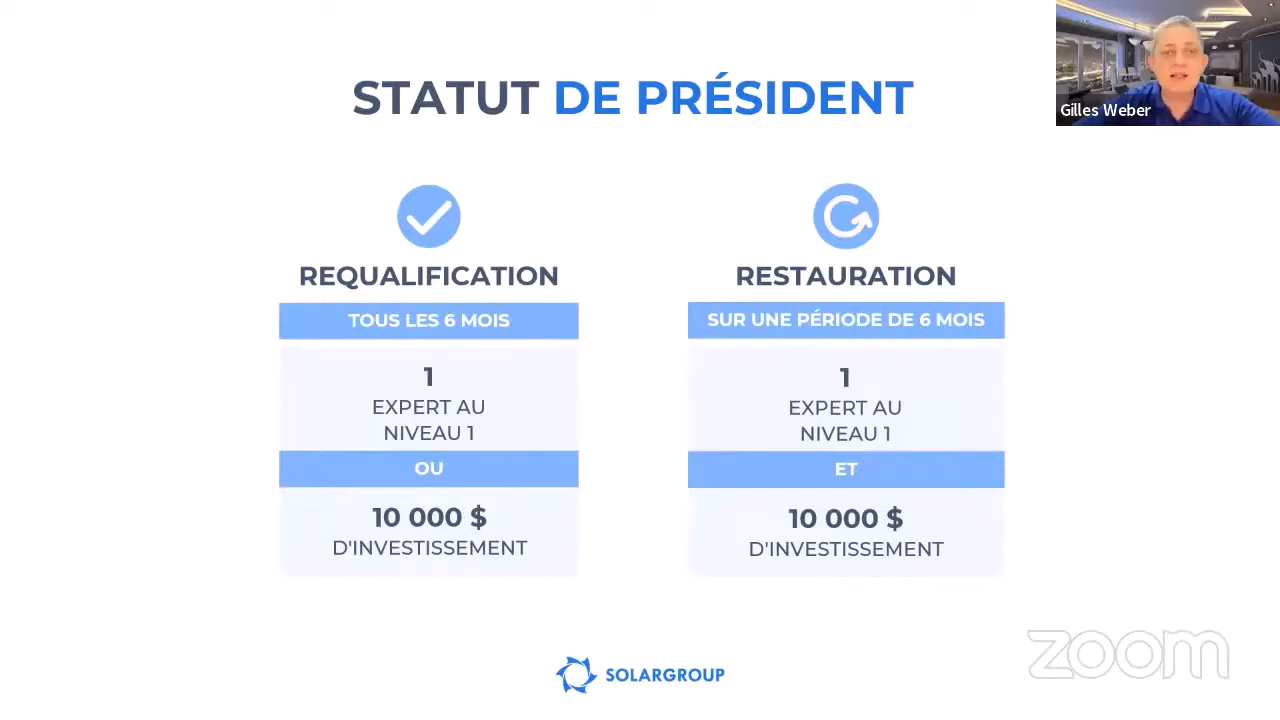 Gilles Weber
STATUT DE PRÉSIDENT
REQUALIFICATION
TOUS LES 6 MOIS
1
EXPERT AU
NIVEAU 1
OU
10 000 $
D'INVESTISSEMENT
RESTAURATION
SUR UNE PÉRIODE DE 6 MOIS
1
EXPERT AU
NIVEAU 1
ET
10 000 $
D'INVESTISSEMENT
SOLARGROUP
zoom